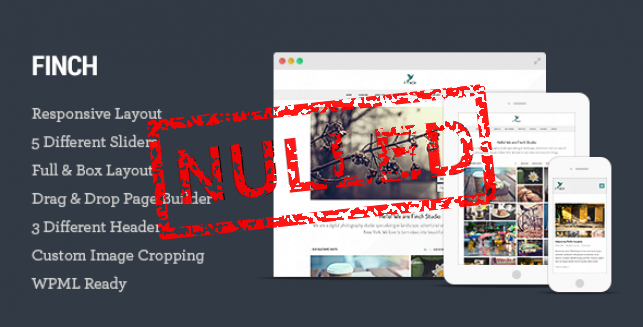 FINCH
Responsive Layout
5 Different Slider
Full & Box Layout
Drag & Drop Page Builder
3 Different Header
Custom Image Cropping
WPML Ready
NULLED
FINCH
Hello! We are Finch Studio
Hello! We are Finch Studio